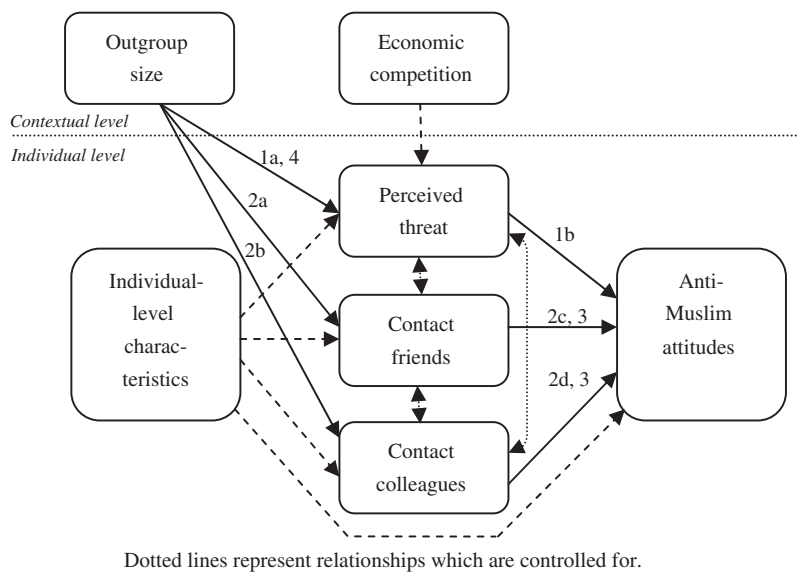 Outgroup
size
Economic
competition
Contextual level
Individual level
1a, 4
2a
2b
Perceived
threat
1b
Individual-
level
charac-
teristics
Contact
friends
2c, 3
Anti-
Muslim
attitudes
2d, 3
Contact
colleagues
Dotted lines represent relationships which are controlled for.